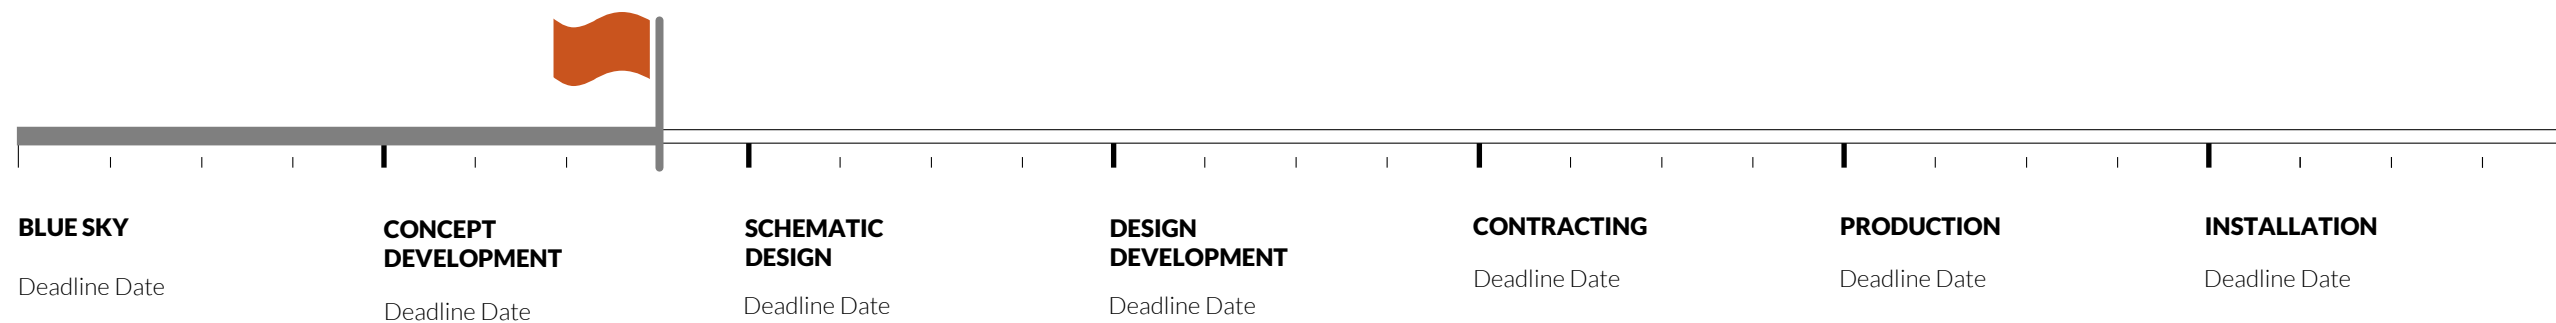 BLUE SKY
Deadline Date
CONCEPT
DEVELOPMENT
Deadline Date
SCHEMATIC
DESIGN
Deadline Date
DESIGN
DEVELOPMENT
Deadline Date
CONTRACTING
Deadline Date
PRODUCTION
Deadline Date
INSTALLATION
Deadline Date